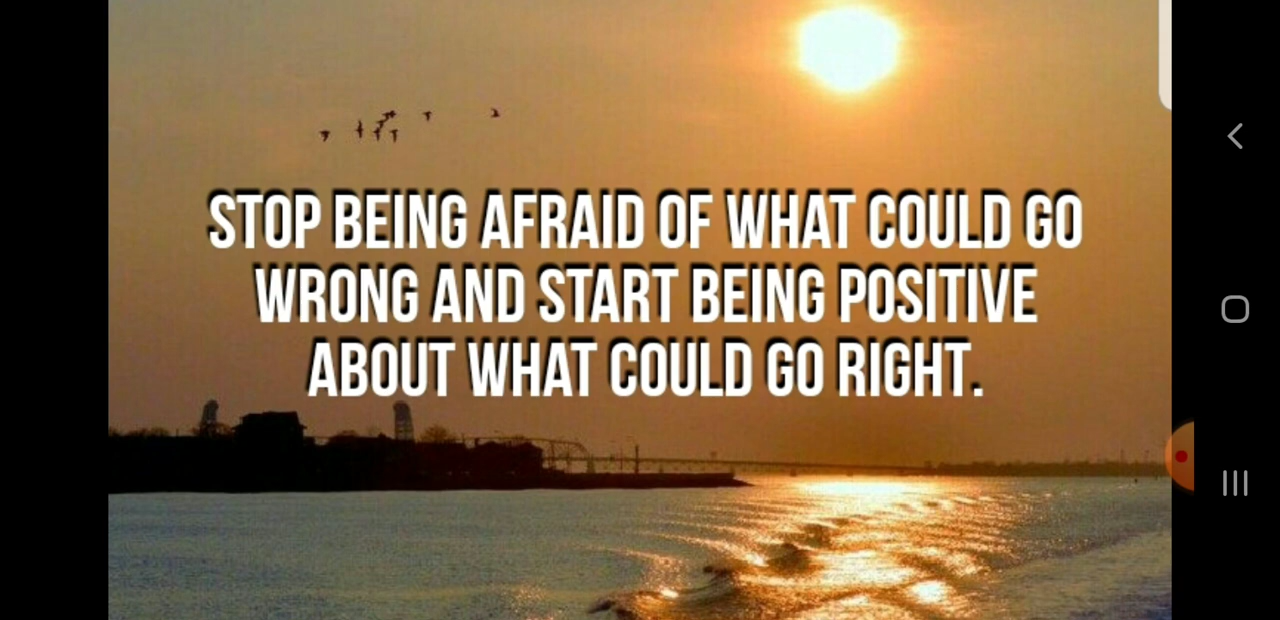 STOP BEING AFRAID OF WHAT COULD GO
WRONG AND START BEING POSITIVE
ABOUT WHAT COULD GO RIGHT.